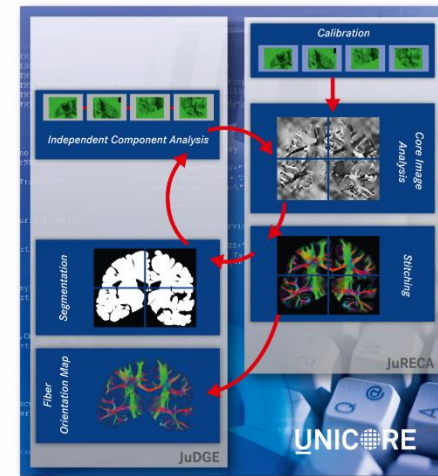 Calibration
Independent Component Analysis
Core Image
Analysis
Segmentation
Stitching
JuRECA
Fiber
Orientation Map
JuDGE
UNICORE
Q
@